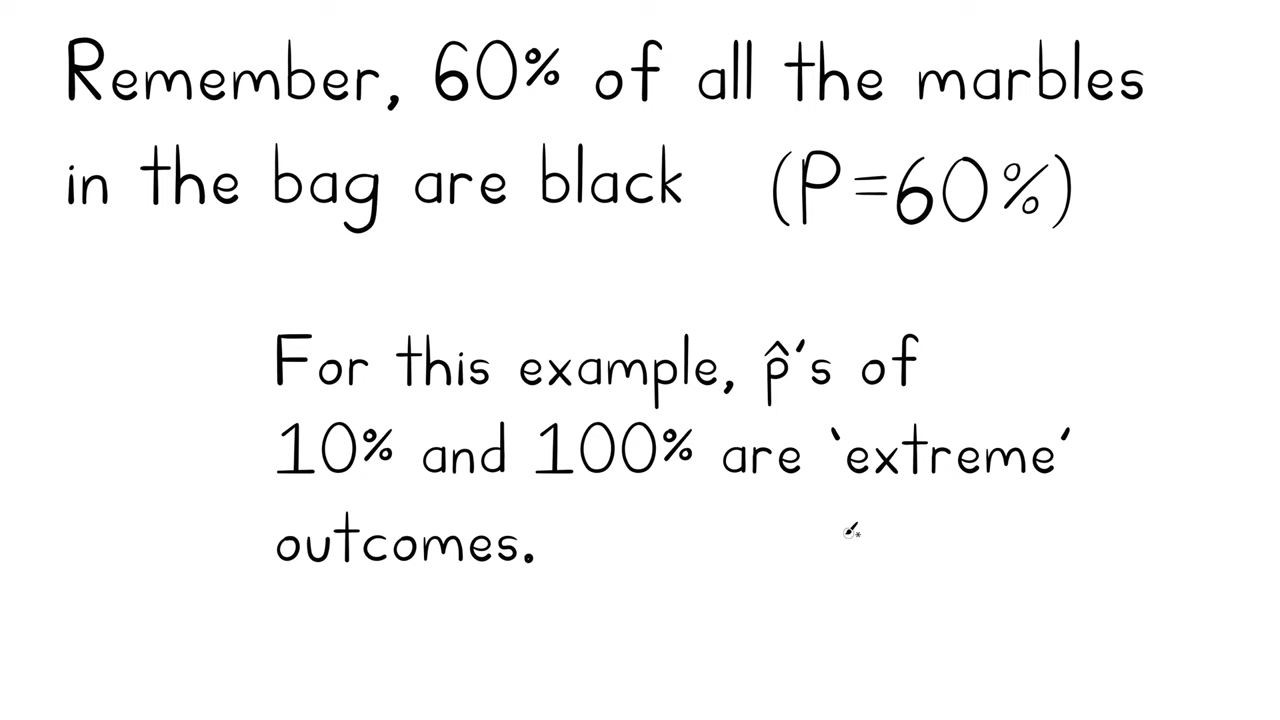 Remember, 60% of all the marbles
in the bag are black (P=60%)
For this example, p̂'s of
10% and 100% are ‵extreme′
outcomes.